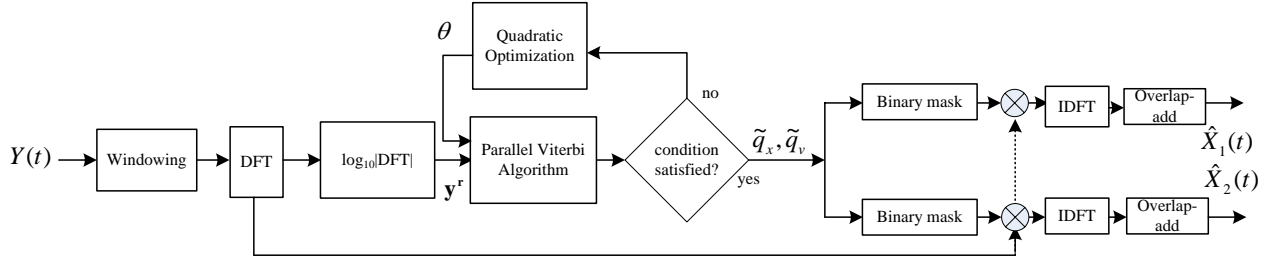 θ
Quadratic
Optimization
no
Y(t)
Windowing
DFT
log₁₀|DFT|
yʳ
Parallel Viterbi
Algorithm
condition
satisfied?
yes
q̃ₓ, q̃ᵥ
Binary mask
IDFT
Overlap-
add
X̂₁(t)
Binary mask
IDFT
Overlap-
add
X̂₂(t)